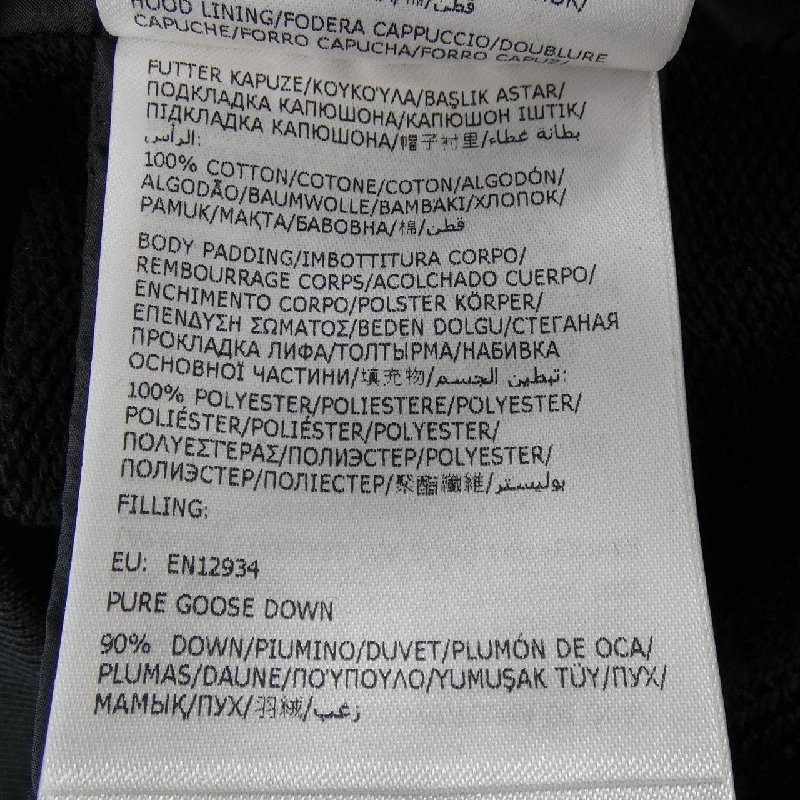 HOOD LINING/FODERA CAPPUCCIO/DOUBLURE
CAPUCHE/FORRO CAPUCHA/FORRO CAPUZ/
FUTTER KAPUZE/ΚΟΥΚΟΎΛΑ/BAŞLIK ASTAR/
ПОДКЛАДКА КАПЮШОНА/КАПЮШОН ІШТІК/
ПІДКЛАДКА КАПЮШОНА/帽子衬里/بطانة غطاء
الرأس:
100% COTTON/COTONE/COTON/ALGODÓN/
ALGODÃO/BAUMWOLLE/ΒΑΜΒΑΚΙ/ХЛОПОК/
PAMUK/МАҚТА/БАВОВНА/棉/قطن
BODY PADDING/IMBOTTITURA CORPO/
REMBOURRAGE CORPS/ACOLCHADO CUERPO/
ENCHIMENTO CORPO/POLSTER KÖRPER/
ΕΠΕΝΔΥΣΗ ΣΩΜΑΤΟΣ/BEDEN DOLGU/СТЕГАНАЯ
ПРОКЛАДКА ЛИФА/ТОЛТЫРМА/НАБИВКА
ОСНОВНОЇ ЧАСТИНИ/填充物/تبطين الجسم:
100% POLYESTER/POLIESTERE/POLYESTER/
POLIÉSTER/POLIÉSTER/POLYESTER/
ΠΟΛΥΕΣΤΕΡΑΣ/ПОЛИЭСТЕР/POLYESTER/
ПОЛИЭСТЕР/ПОЛІЕСТЕР/聚酯纖維/بوليستر
FILLING:
EU: EN12934
PURE GOOSE DOWN
90% DOWN/PIUMINO/DUVET/PLUMÓN DE OCA/
PLUMAS/DAUNE/ΠΟΎΠΟΥΛΟ/YUMUŞAK TÜY/ПУХ/
МАМЫҚ/ПУХ/羽絨/زغب